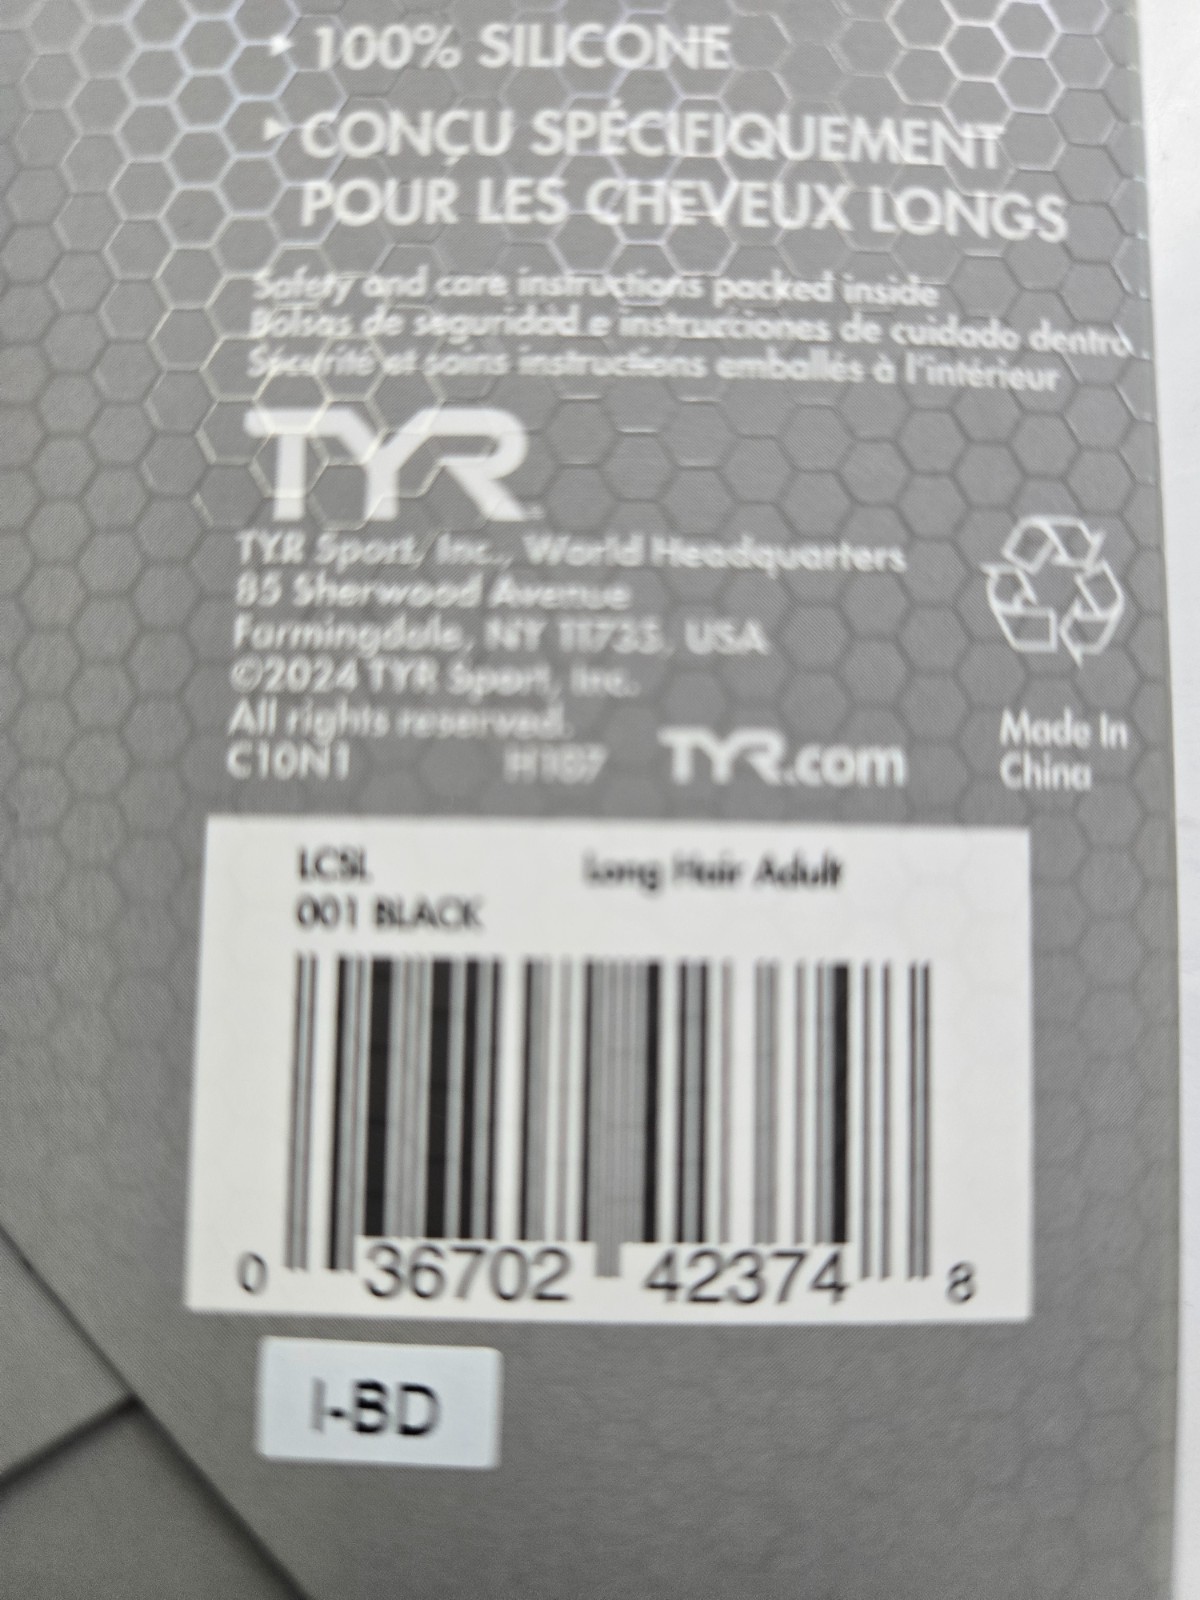 100% SILICONE
CONÇU SPÉCIFIQUEMENT
POUR LES CHEVEUX LONGS
Safety and care instructions packed inside
Bolsas de seguridad e instrucciones de cuidado dentro
Sécurité et soins instructions emballés à l'intérieur
TYR
TYR Sport, Inc., World Headquarters
85 Sherwood Avenue
Farmingdale, NY 11735, USA
©2024 TYR Sport, Inc.
All rights reserved.
C10N1 TYR.com
Made In
China
LCSL Long Hair Adult
001 BLACK
0 36702 42374 8
I-BD